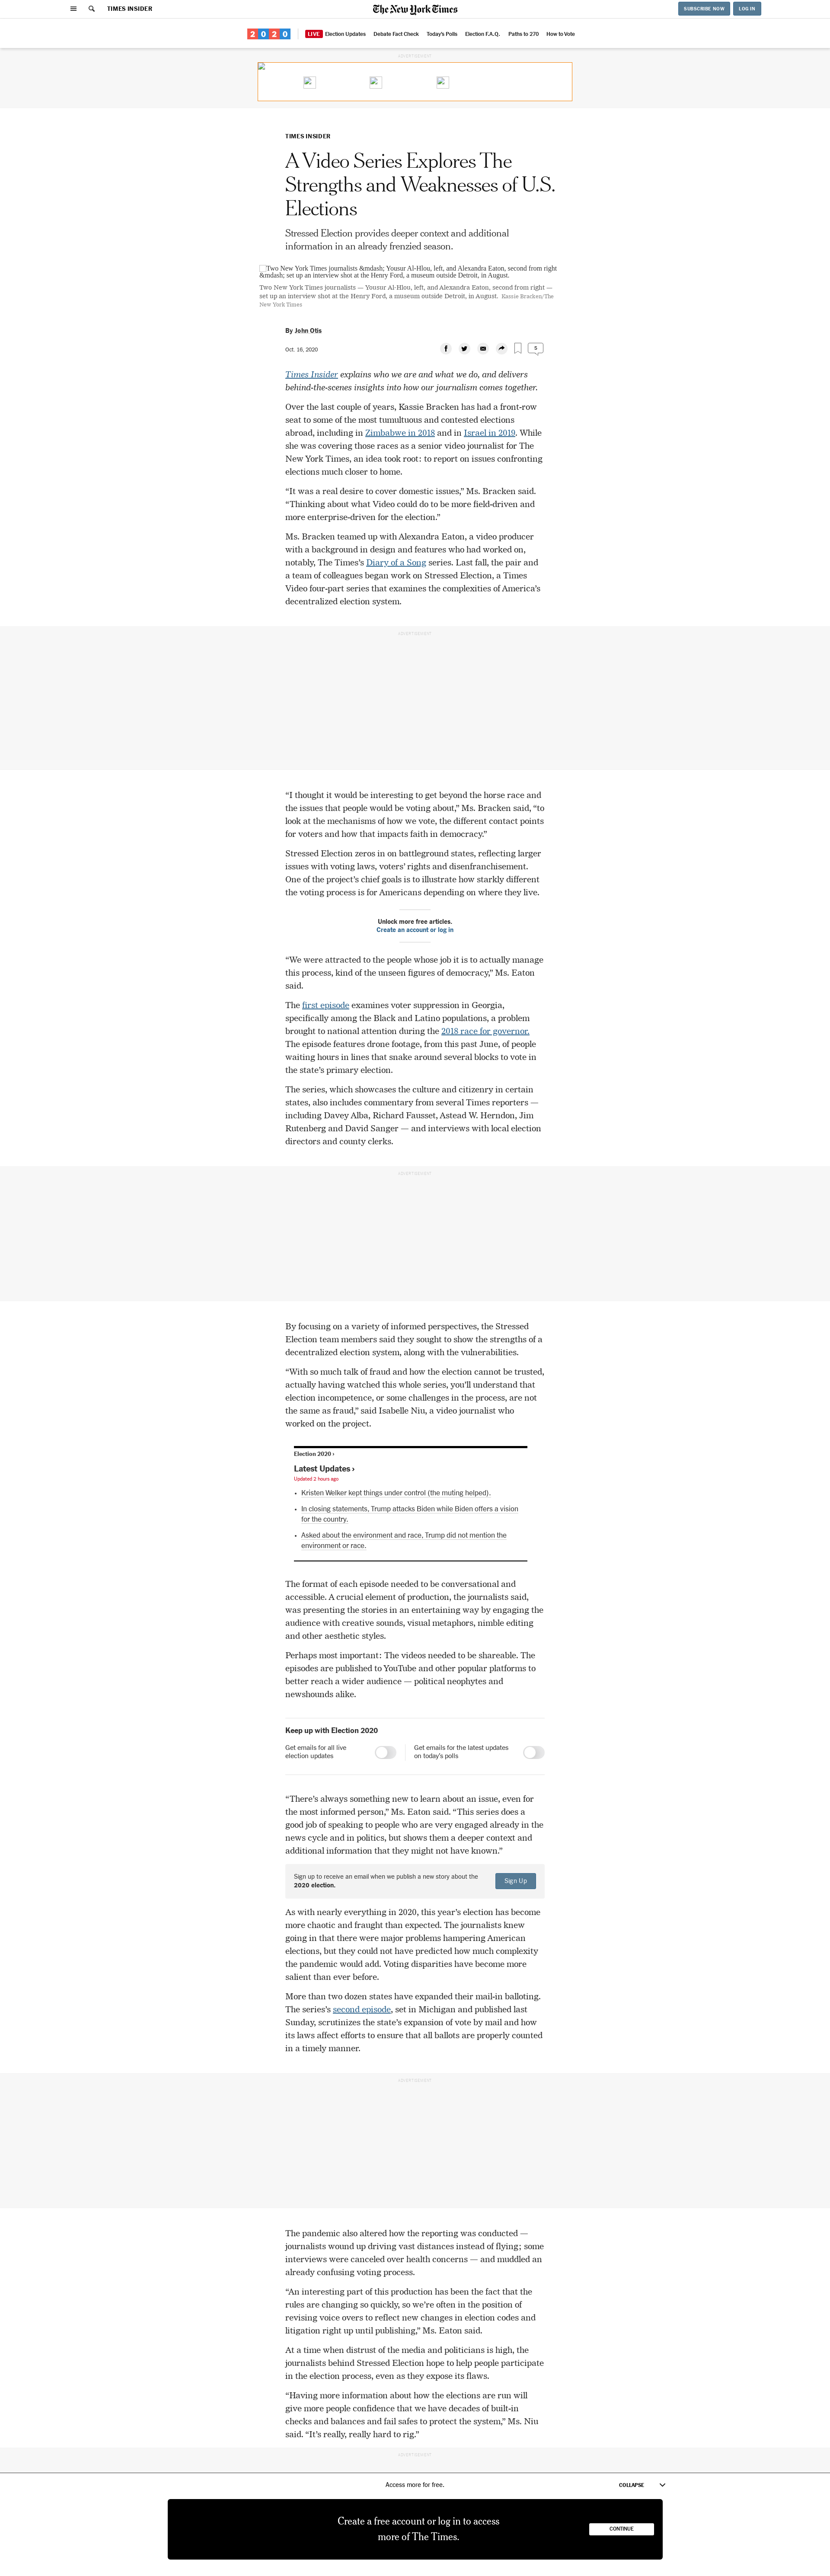 TIMES INSIDER
The New York Times
SUBSCRIBE NOW
LOG IN
2020
LIVE Election Updates
Debate Fact Check
Today's Polls
Election F.A.Q.
Paths to 270
How to Vote
ADVERTISEMENT
TIMES INSIDER
A Video Series Explores The
Strengths and Weaknesses of U.S.
Elections
Stressed Election provides deeper context and additional
information in an already frenzied season.
Two New York Times journalists &mdash; Yousur Al-Hlou, left, and Alexandra Eaton, second from right
&mdash; set up an interview shot at the Henry Ford, a museum outside Detroit, in August.
Two New York Times journalists — Yousur Al-Hlou, left, and Alexandra Eaton, second from right —
set up an interview shot at the Henry Ford, a museum outside Detroit, in August. Kassie Bracken/The
New York Times
By John Otis
Oct. 16, 2020
5
Times Insider explains who we are and what we do, and delivers
behind-the-scenes insights into how our journalism comes together.
Over the last couple of years, Kassie Bracken has had a front-row
seat to some of the most tumultuous and contested elections
abroad, including in Zimbabwe in 2018 and in Israel in 2019. While
she was covering those races as a senior video journalist for The
New York Times, an idea took root: to report on issues confronting
elections much closer to home.
“It was a real desire to cover domestic issues,” Ms. Bracken said.
“Thinking about what Video could do to be more field-driven and
more enterprise-driven for the election.”
Ms. Bracken teamed up with Alexandra Eaton, a video producer
with a background in design and features who had worked on,
notably, The Times’s Diary of a Song series. Last fall, the pair and
a team of colleagues began work on Stressed Election, a Times
Video four-part series that examines the complexities of America’s
decentralized election system.
ADVERTISEMENT
“I thought it would be interesting to get beyond the horse race and
the issues that people would be voting about,” Ms. Bracken said, “to
look at the mechanisms of how we vote, the different contact points
for voters and how that impacts faith in democracy.”
Stressed Election zeros in on battleground states, reflecting larger
issues with voting laws, voters’ rights and disenfranchisement.
One of the project’s chief goals is to illustrate how starkly different
the voting process is for Americans depending on where they live.
Unlock more free articles.
Create an account or log in
“We were attracted to the people whose job it is to actually manage
this process, kind of the unseen figures of democracy,” Ms. Eaton
said.
The first episode examines voter suppression in Georgia,
specifically among the Black and Latino populations, a problem
brought to national attention during the 2018 race for governor.
The episode features drone footage, from this past June, of people
waiting hours in lines that snake around several blocks to vote in
the state’s primary election.
The series, which showcases the culture and citizenry in certain
states, also includes commentary from several Times reporters —
including Davey Alba, Richard Fausset, Astead W. Herndon, Jim
Rutenberg and David Sanger — and interviews with local election
directors and county clerks.
ADVERTISEMENT
By focusing on a variety of informed perspectives, the Stressed
Election team members said they sought to show the strengths of a
decentralized election system, along with the vulnerabilities.
“With so much talk of fraud and how the election cannot be trusted,
actually having watched this whole series, you’ll understand that
election incompetence, or some challenges in the process, are not
the same as fraud,” said Isabelle Niu, a video journalist who
worked on the project.
Election 2020 ›
Latest Updates ›
Updated 2 hours ago
• Kristen Welker kept things under control (the muting helped).
• In closing statements, Trump attacks Biden while Biden offers a vision
for the country.
• Asked about the environment and race, Trump did not mention the
environment or race.
The format of each episode needed to be conversational and
accessible. A crucial element of production, the journalists said,
was presenting the stories in an entertaining way by engaging the
audience with creative sounds, visual metaphors, nimble editing
and other aesthetic styles.
Perhaps most important: The videos needed to be shareable. The
episodes are published to YouTube and other popular platforms to
better reach a wider audience — political neophytes and
newshounds alike.
Keep up with Election 2020
Get emails for all live
election updates
Get emails for the latest updates
on today’s polls
“There’s always something new to learn about an issue, even for
the most informed person,” Ms. Eaton said. “This series does a
good job of speaking to people who are very engaged already in the
news cycle and in politics, but shows them a deeper context and
additional information that they might not have known.”
Sign up to receive an email when we publish a new story about the
2020 election.
Sign Up
As with nearly everything in 2020, this year’s election has become
more chaotic and fraught than expected. The journalists knew
going in that there were major problems hampering American
elections, but they could not have predicted how much complexity
the pandemic would add. Voting disparities have become more
salient than ever before.
More than two dozen states have expanded their mail-in balloting.
The series’s second episode, set in Michigan and published last
Sunday, scrutinizes the state’s expansion of vote by mail and how
its laws affect efforts to ensure that all ballots are properly counted
in a timely manner.
ADVERTISEMENT
The pandemic also altered how the reporting was conducted —
journalists wound up driving vast distances instead of flying; some
interviews were canceled over health concerns — and muddled an
already confusing voting process.
“An interesting part of this production has been the fact that the
rules are changing so quickly, so we’re often in the position of
revising voice overs to reflect new changes in election codes and
litigation right up until publishing,” Ms. Eaton said.
At a time when distrust of the media and politicians is high, the
journalists behind Stressed Election hope to help people participate
in the election process, even as they expose its flaws.
“Having more information about how the elections are run will
give more people confidence that we have decades of built-in
checks and balances and fail safes to protect the system,” Ms. Niu
said. “It’s really, really hard to rig.”
ADVERTISEMENT
Access more for free.
COLLAPSE
Create a free account or log in to access
more of The Times.
CONTINUE